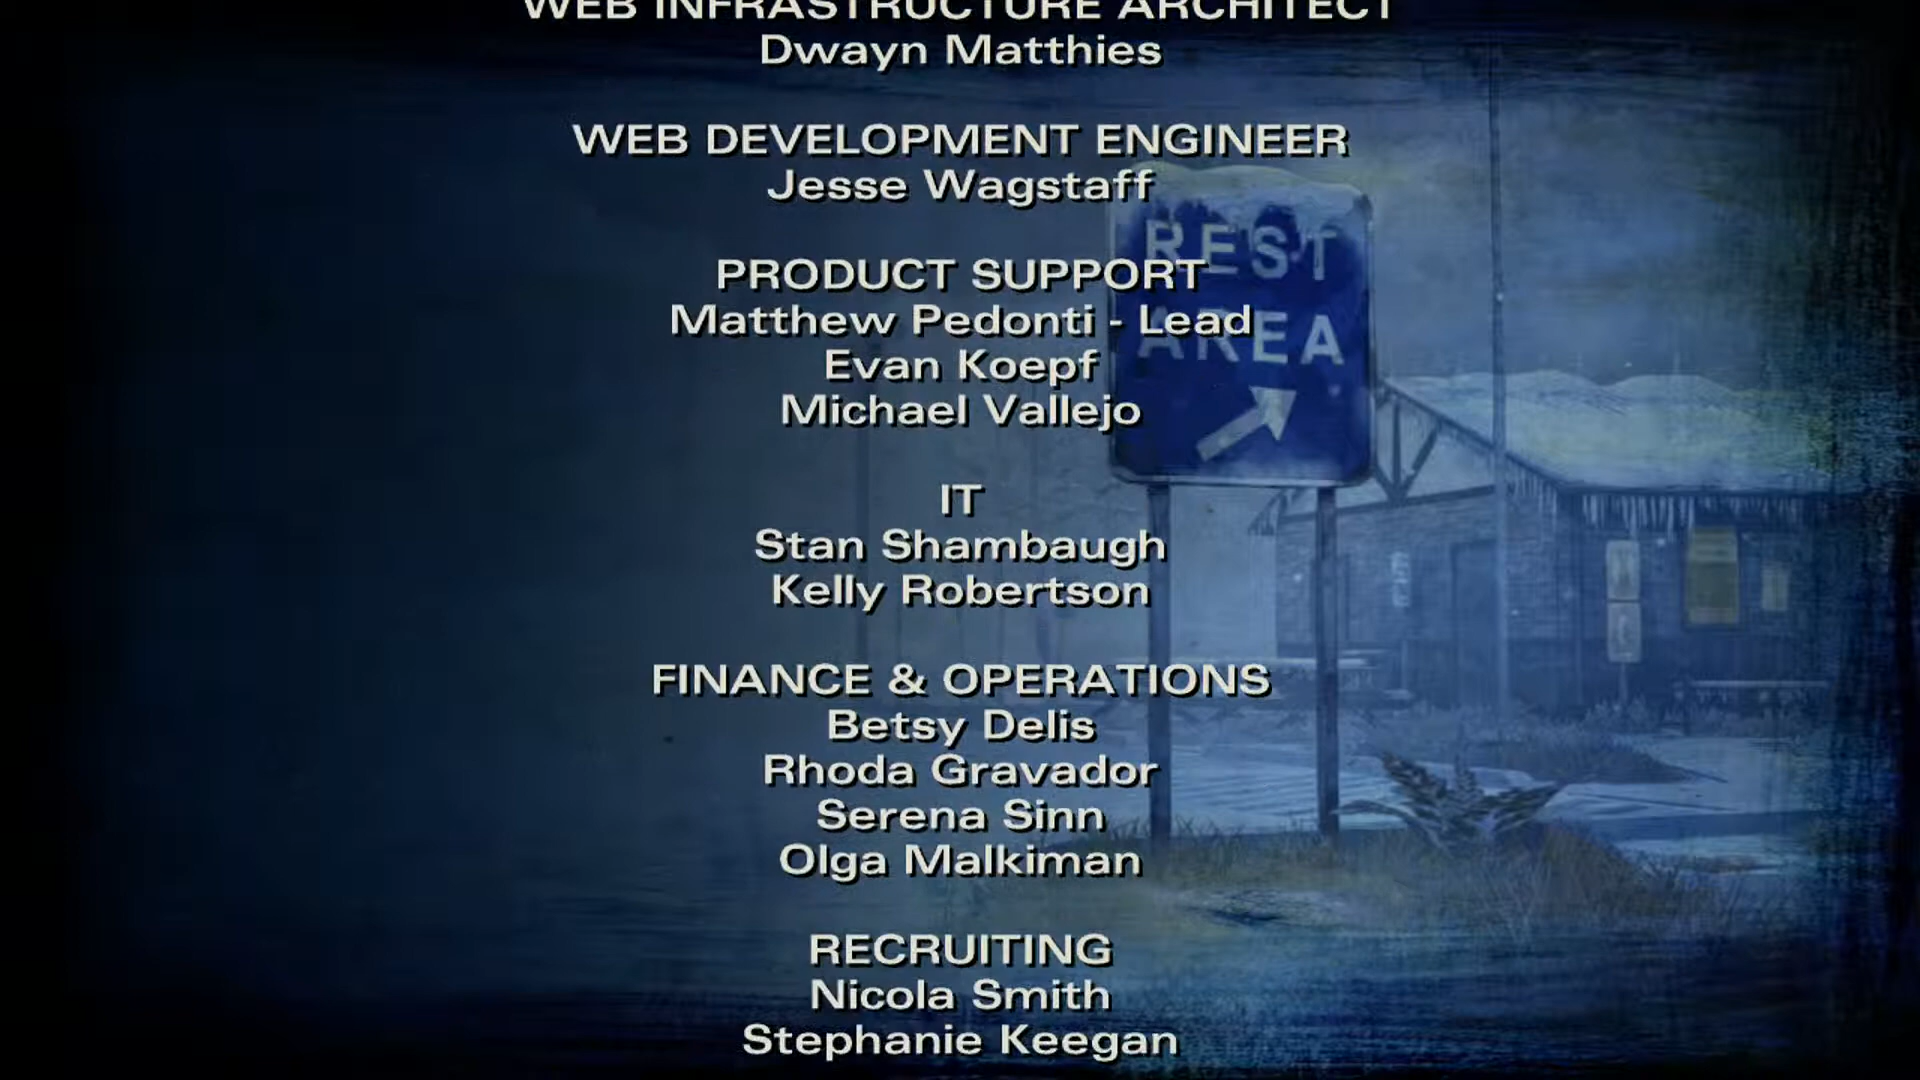 WEB INFRASTRUCTURE ARCHITECT
Dwayn Matthies
WEB DEVELOPMENT ENGINEER
Jesse Wagstaff
PRODUCT SUPPORT
Matthew Pedonti - Lead
Evan Koepf
Michael Vallejo
REST
AREA
IT
Stan Shambaugh
Kelly Robertson
FINANCE & OPERATIONS
Betsy Delis
Rhoda Gravador
Serena Sinn
Olga Malkiman
RECRUITING
Nicola Smith
Stephanie Keegan